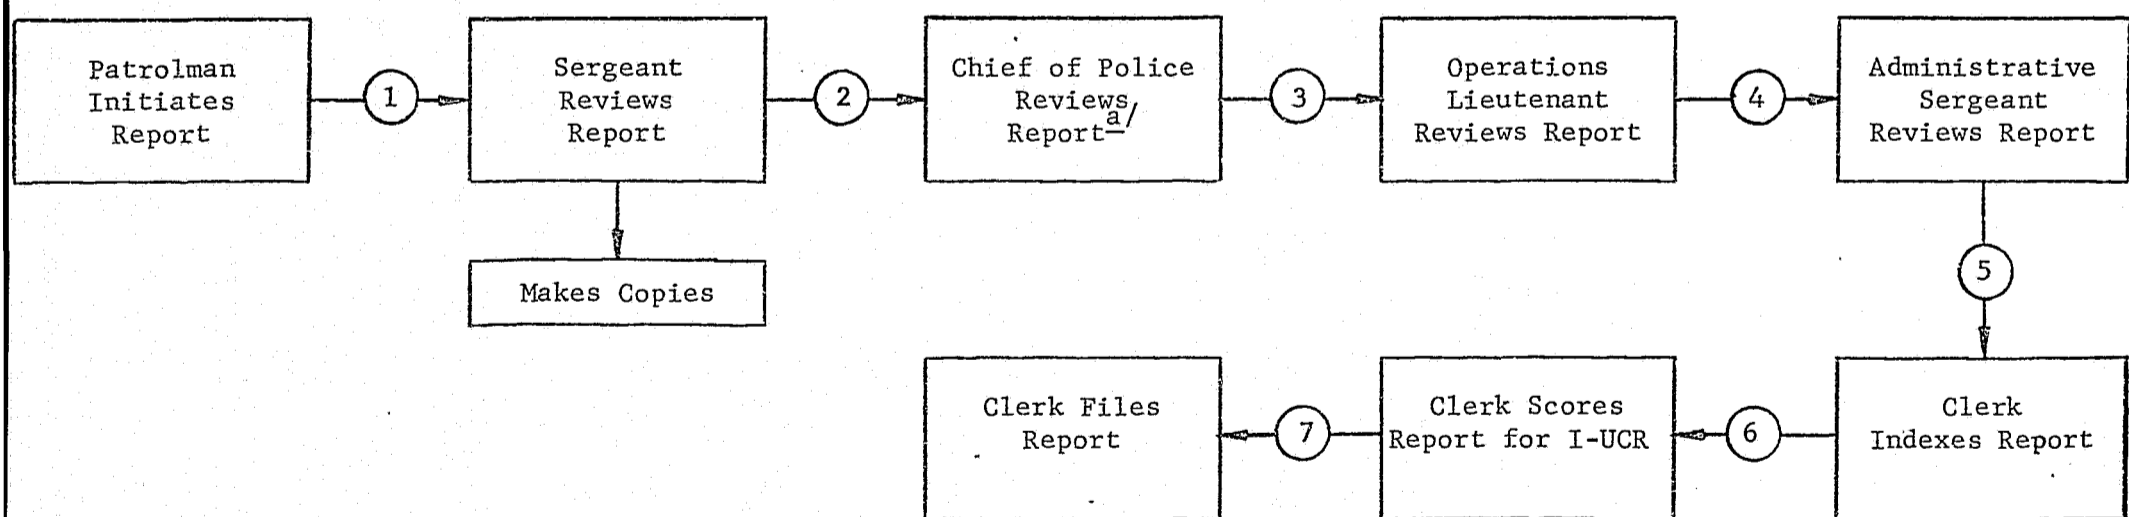 Patrolman
Initiates
Report
1
Sergeant
Reviews
Report
2
Chief of Police
Reviews
Report a/
3
Operations
Lieutenant
Reviews Report
4
Administrative
Sergeant
Reviews Report
Makes Copies
5
Clerk Files
Report
7
Clerk Scores
Report for I-UCR
6
Clerk
Indexes Report